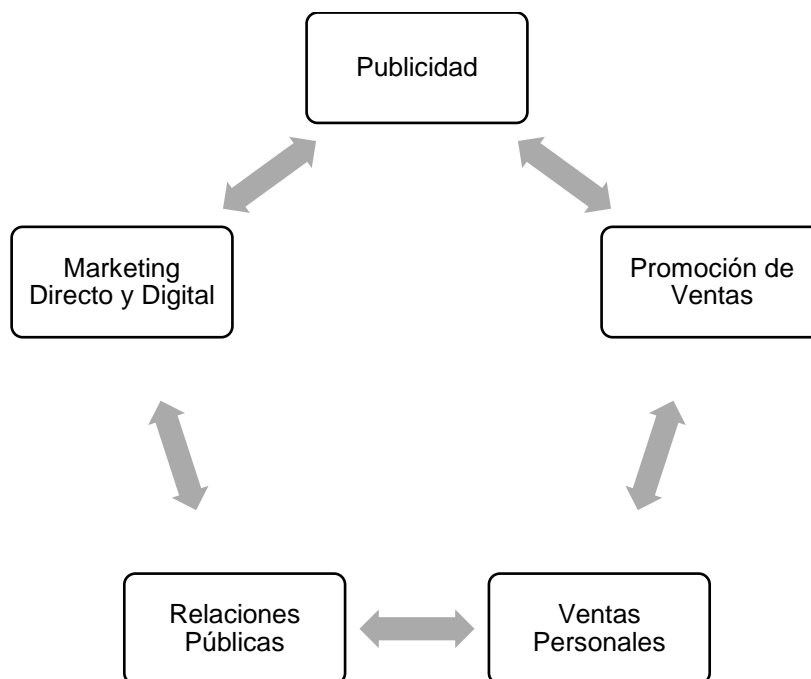 Publicidad
Marketing
Directo y Digital
Promoción de
Ventas
Relaciones
Públicas
Ventas
Personales